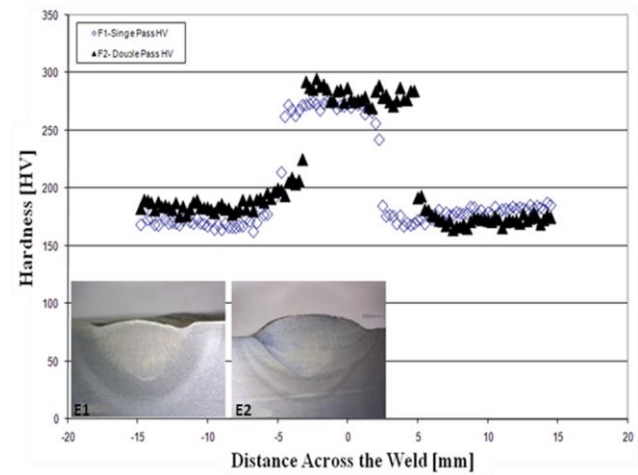 350
F1-Singe Pass HV
F2- Double Pass HV
300
250
200
150
100
50
0
Hardness [HV]
E1
E2
-20
-15
-10
-5
0
5
10
15
20
Distance Across the Weld [mm]